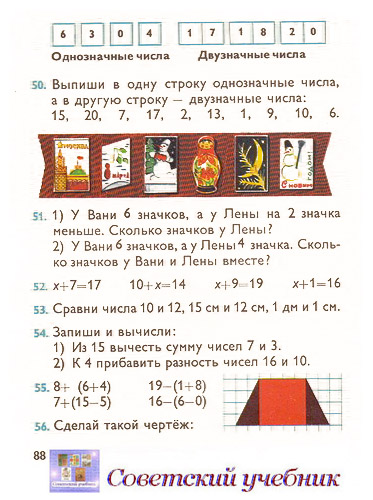 6 3 0 4 1 7 1 8 2 0
Однозначные числа Двузначные числа
50. Выпиши в одну строку однозначные числа,
а в другую строку — двузначные числа:
15, 20, 7, 17, 2, 13, 1, 9, 10, 6.
МОСКВА
С новым
годом!
51. 1) У Вани 6 значков, а у Лены на 2 значка
меньше. Сколько значков у Лены?
2) У Вани 6 значков, а у Лены 4 значка. Сколь-
ко значков у Вани и Лены вместе?
52. x+7=17 10+x=14 x+9=19 x+1=16
53. Сравни числа 10 и 12, 15 см и 12 см, 1 дм и 1 см.
54. Запиши и вычисли:
1) Из 15 вычесть сумму чисел 7 и 3.
2) К 4 прибавить разность чисел 16 и 10.
55. 8+ (6+4) 19−(1+8)
7+(15−5) 16−(6−0)
56. Сделай такой чертёж:
88
Советский учебник